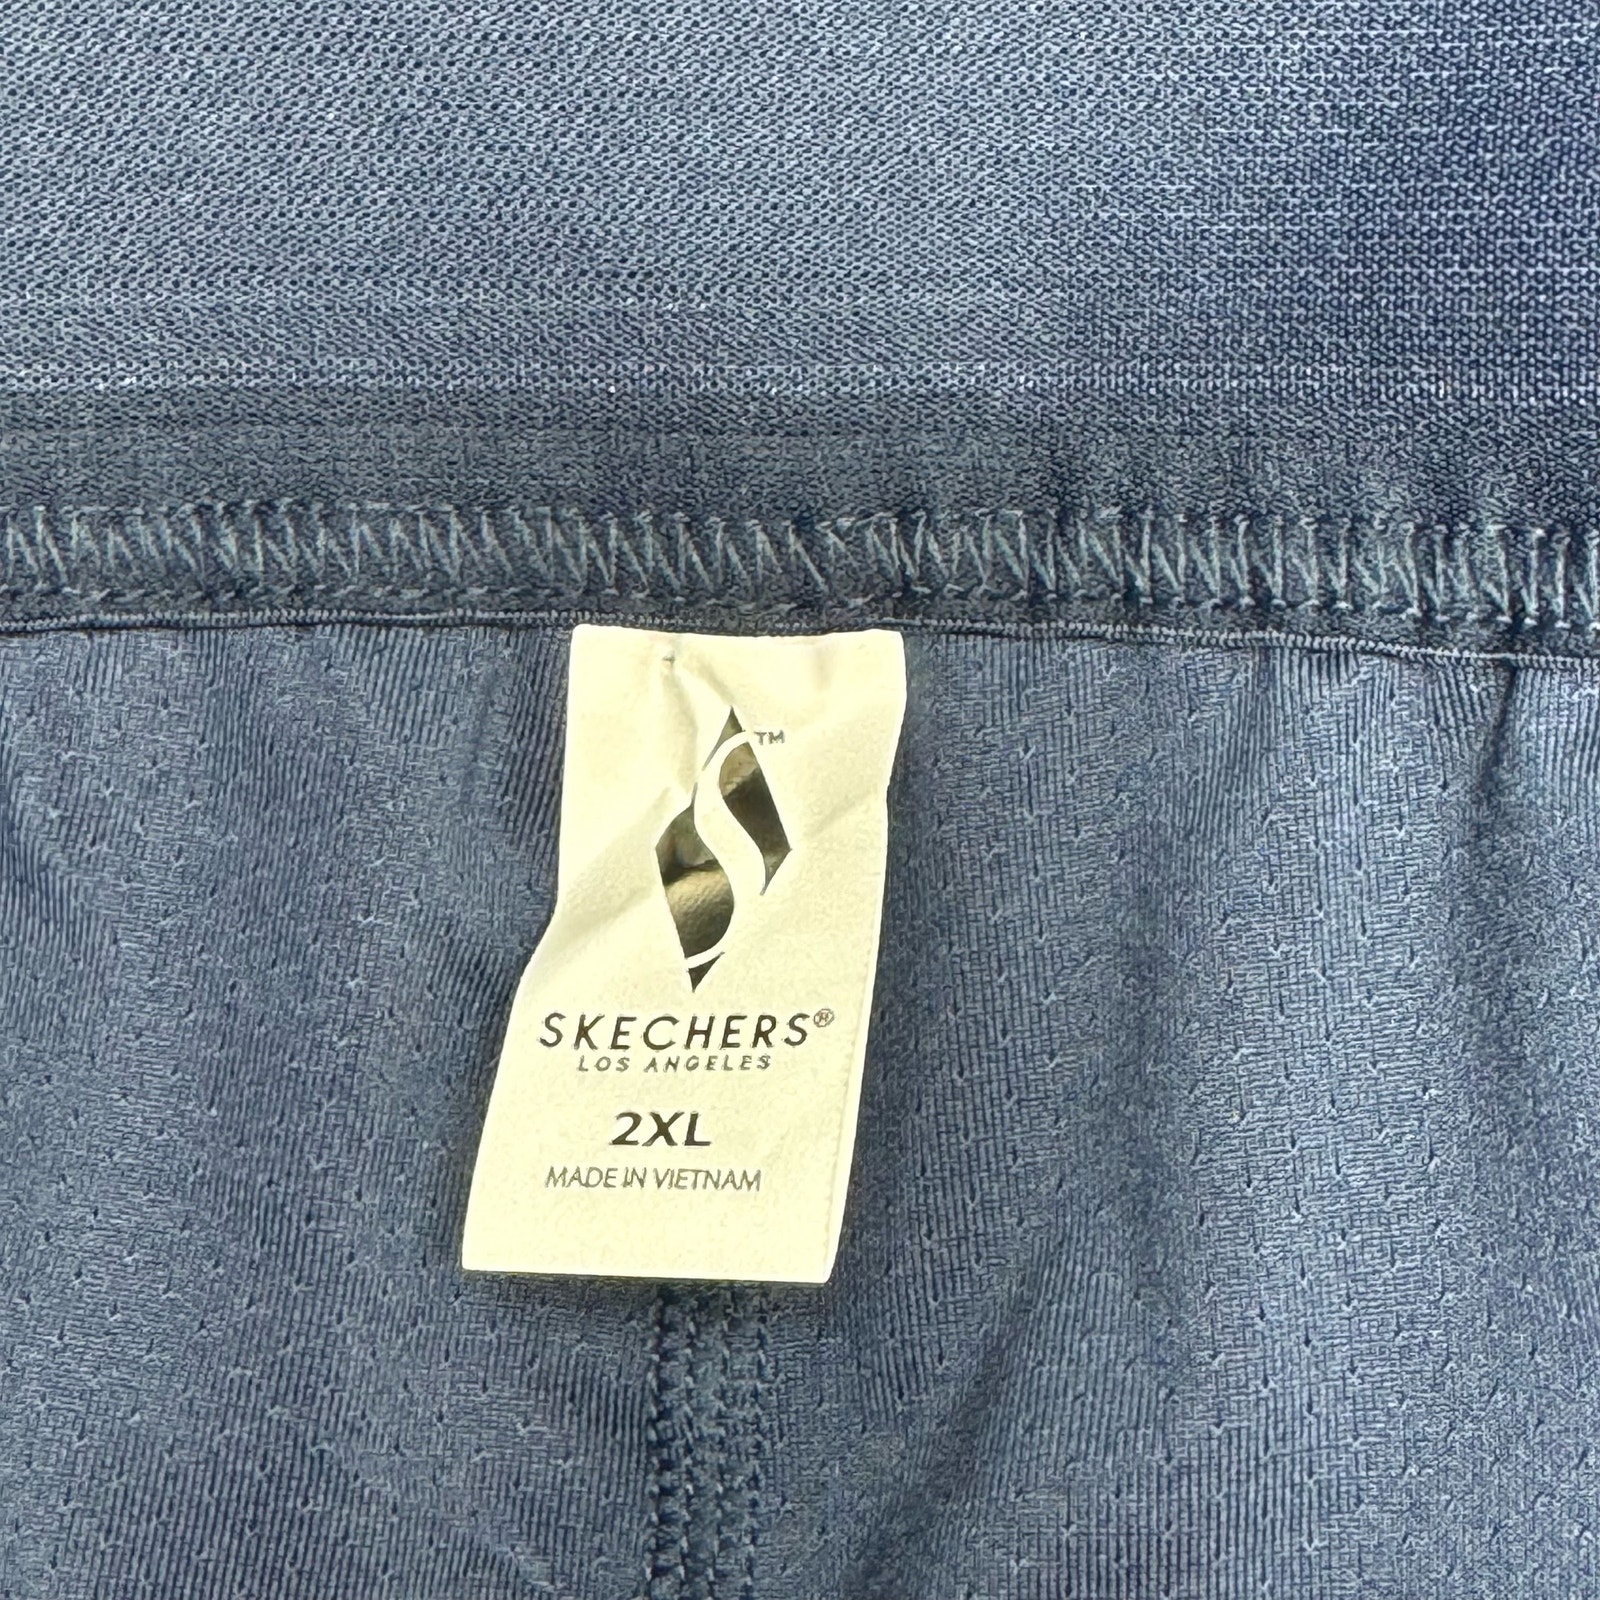 ™
SKECHERS®
LOS ANGELES
2XL
MADE IN VIETNAM